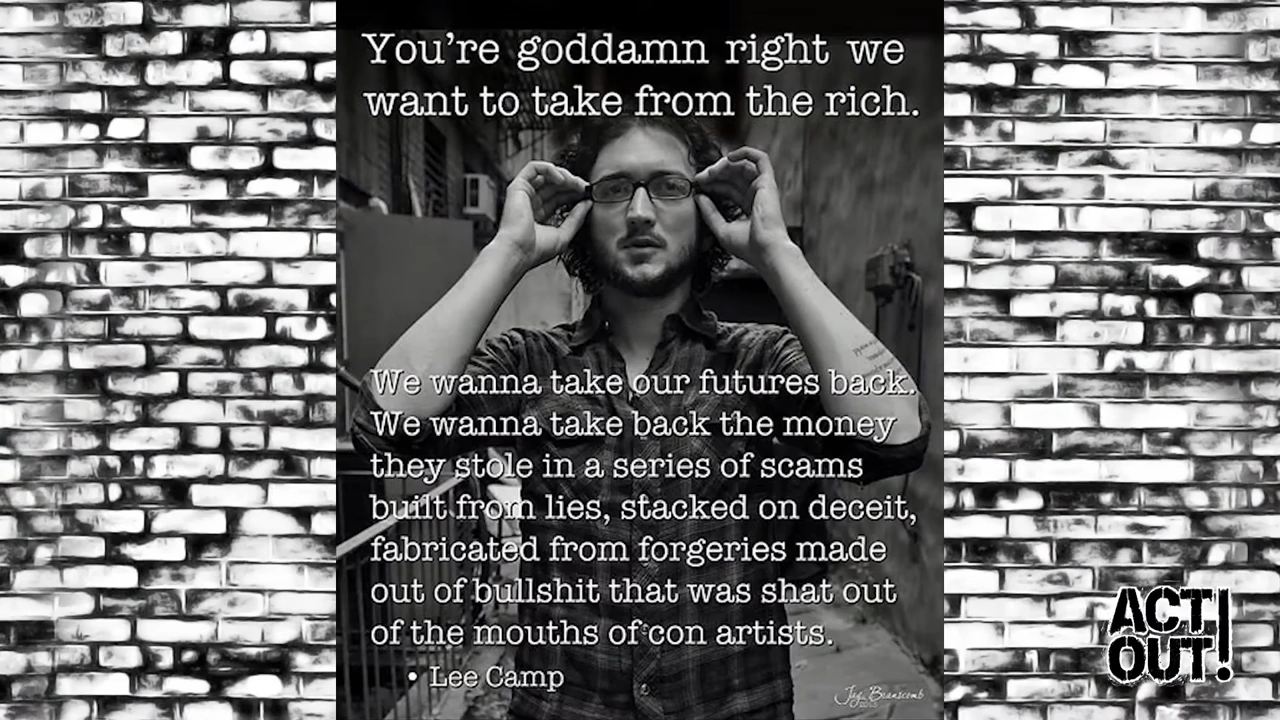 You're goddamn right we
want to take from the rich.
We wanna take our futures back.
We wanna take back the money
they stole in a series of scams
built from lies, stacked on deceit,
fabricated from forgeries made
out of bullshit that was shat out
of the mouths of con artists.
• Lee Camp
ACT
OUT!